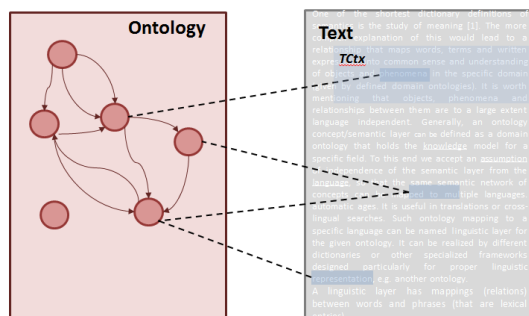 Ontology
Text
TCtx
One of the shortest dictionary definitions of
is the study of meaning [1]. The more
explanation of this would lead to a
relationship that maps words, terms and written
expressions to common sense and understanding
of objects and phenomena in the specific domain
by defined domain ontologies). It is worth
mentioning that objects phenomena and
relationships between them are to a large extent
language independent. Generally, an ontology
concept/semantic layer can be defined as a domain
ontology that holds the knowledge model for a
specific field. To this end we accept an assumption
independence of the semantic layer from the
language, so that the same semantic network of
concepts can be mapped to multiple languages.
It is useful in translations or cross-
lingual searches. Such ontology mapping to a
specific language can be named linguistic layer for
the given ontology. It can be realized by different
dictionaries or other specialized frameworks
designed particularly for proper linguistic
representation, e.g. another ontology.
A linguistic layer has mappings (relations)
between words and phrases (that are lexical